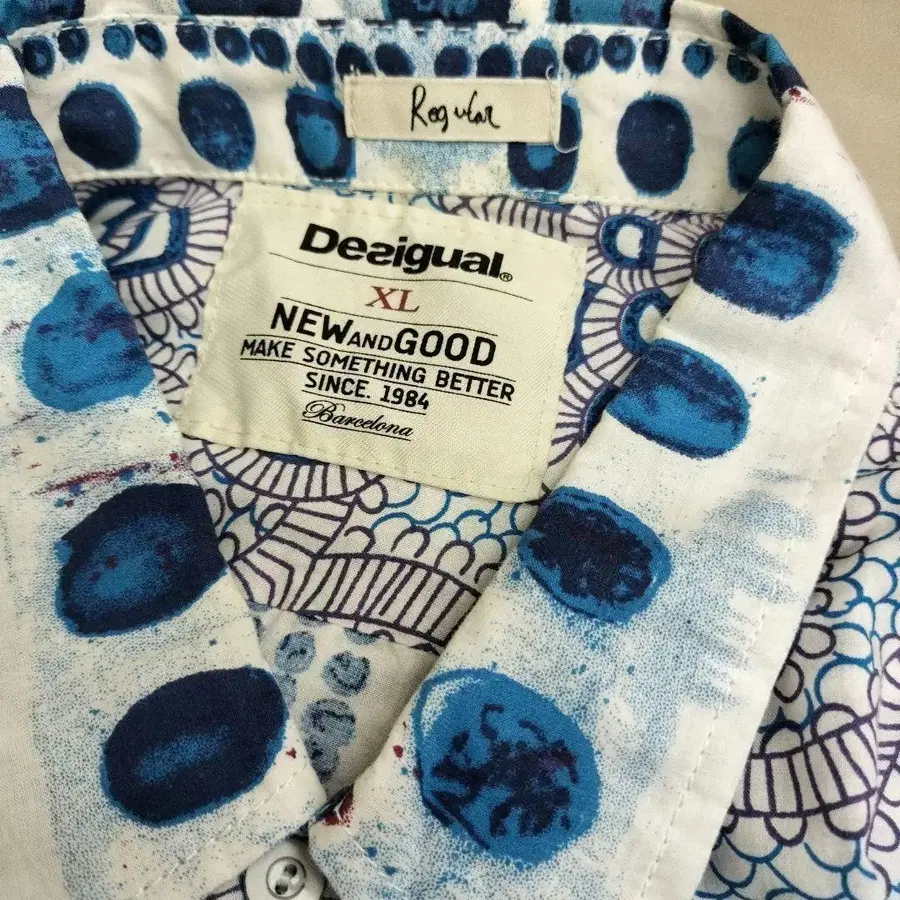 Regular
Desigual®
XL
NEW AND GOOD
MAKE SOMETHING BETTER
SINCE. 1984
Barcelona